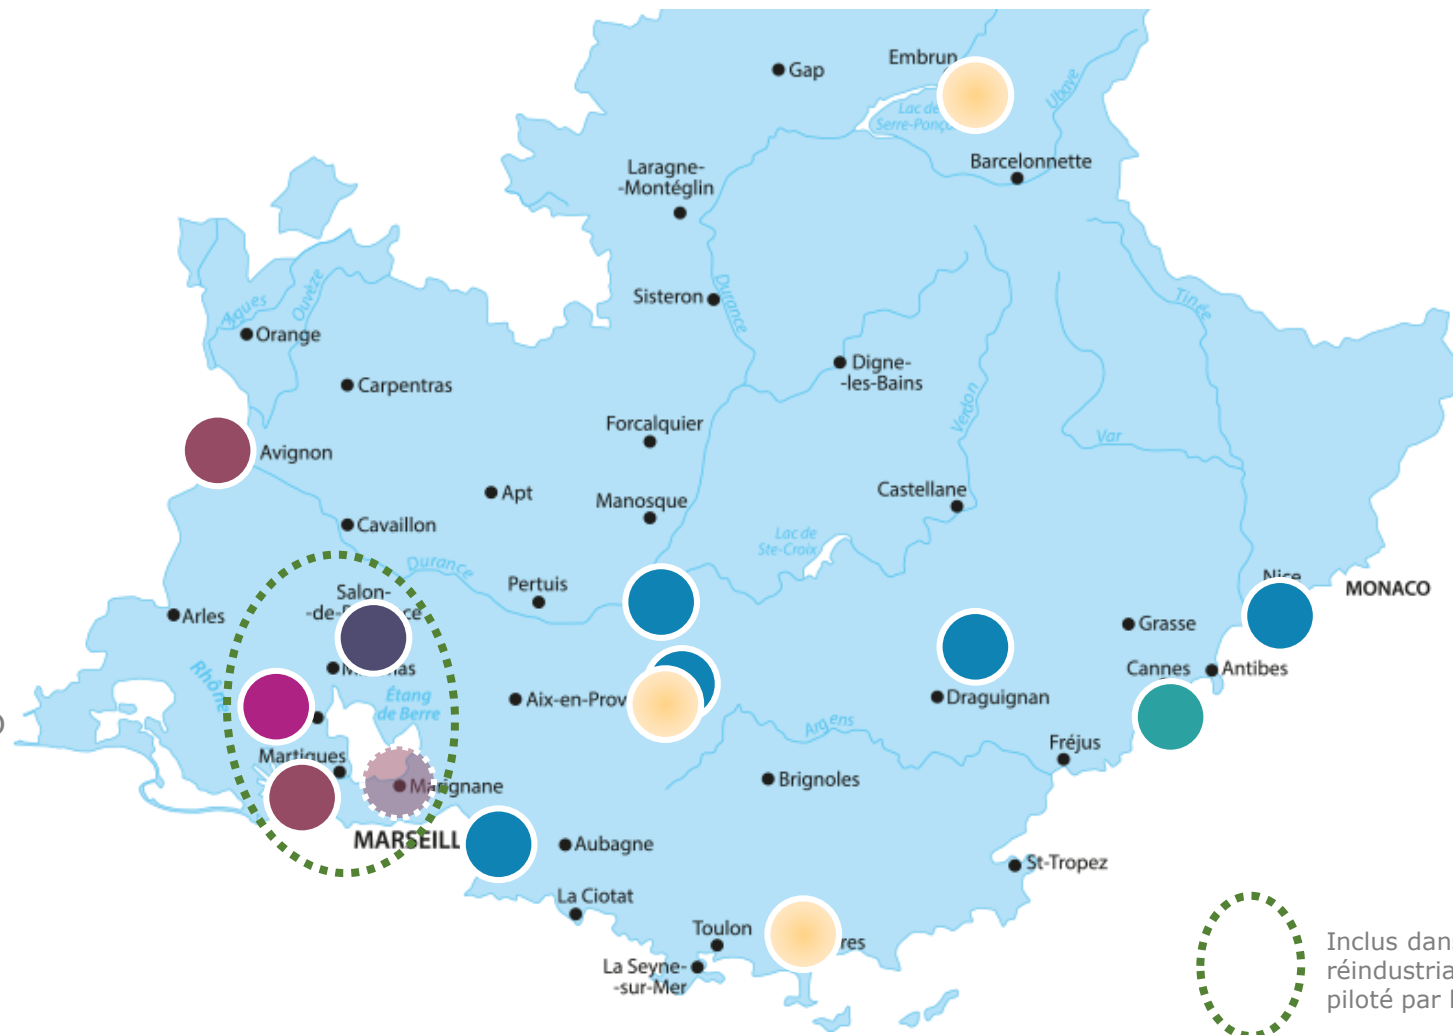 Embrun
Gap
Ubaye
Lac de
Serre-Ponço
Barcelonnette
Laragne-
-Montéglin
Sisteron
Durance
Tinée
Ouvèze
Aygues
Orange
Digne-
-les-Bains
Carpentras
Verdon
Forcalquier
Var
Avignon
Apt
Manosque
Castellane
Cavaillon
Lac de
Ste-Croix
Durance
Pertuis
Nice
MONACO
Salon-
Arles
Grasse
Rhône
Cannes
Antibes
Étang
de Berre
Aix-en-Prov
Draguignan
Argens
Fréjus
Martigues
Brignoles
Marignane
MARSEILL
Aubagne
St-Tropez
La Ciotat
Toulon
res
La Seyne-
-sur-Mer
Inclus dan
réindustria
piloté par l